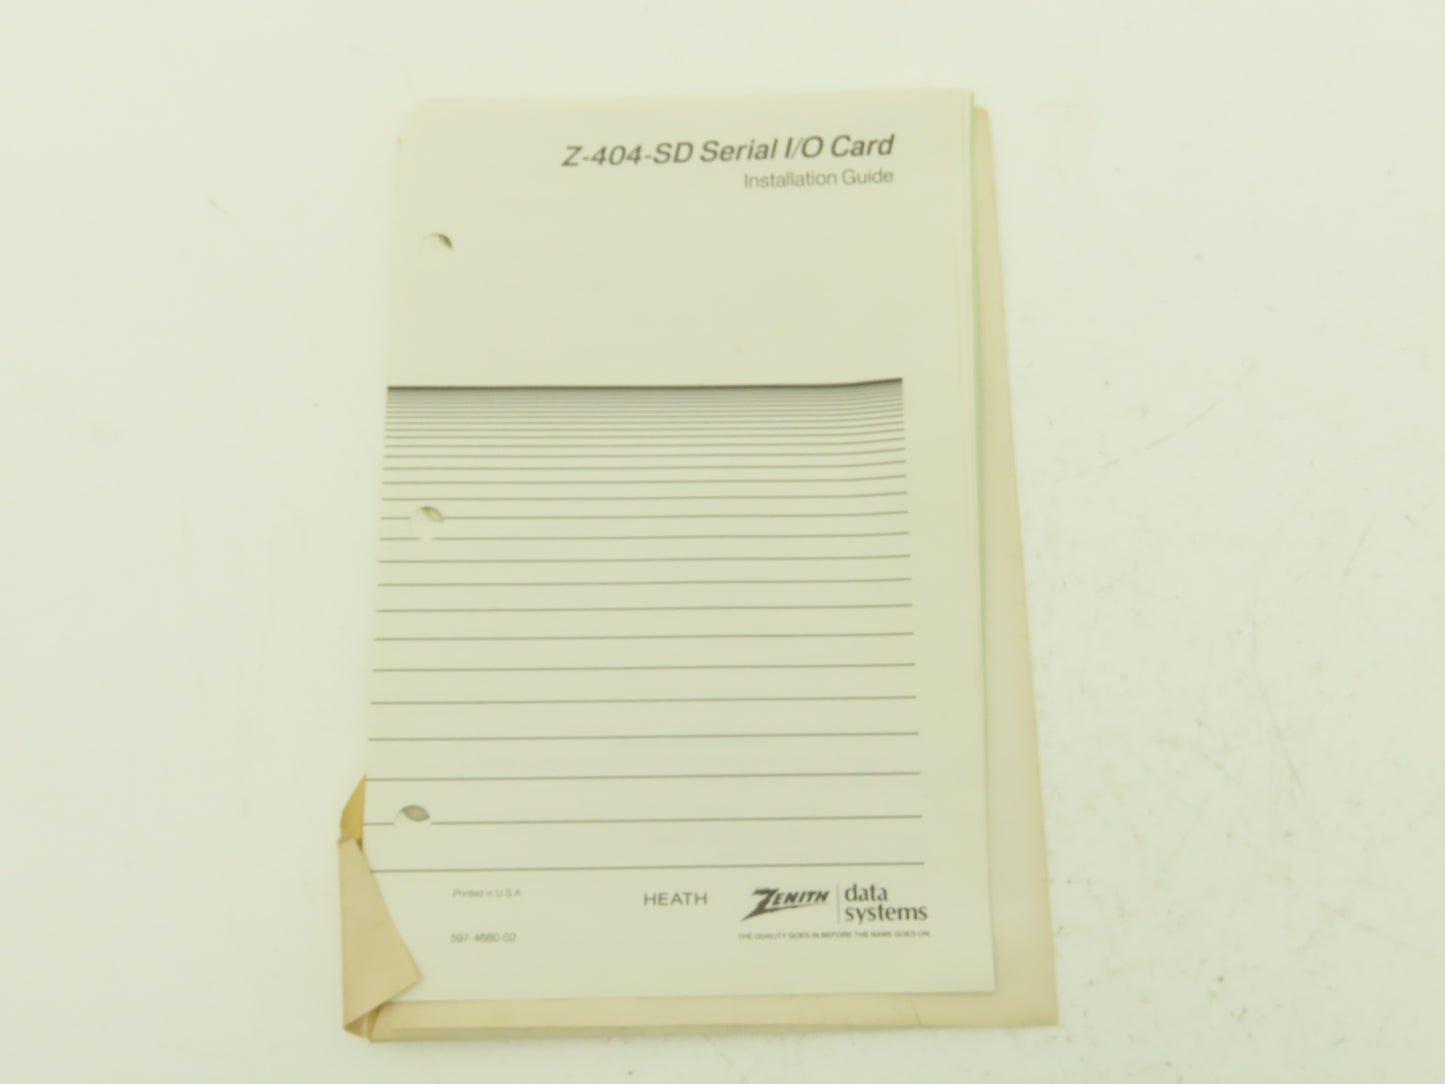 Z-404-SD Serial I/O Card
Installation Guide
Printed in U.S.A
HEATH
ZENITH
data
systems
THE QUALITY GOES IN BEFORE THE NAME GOES ON
597-4680-02